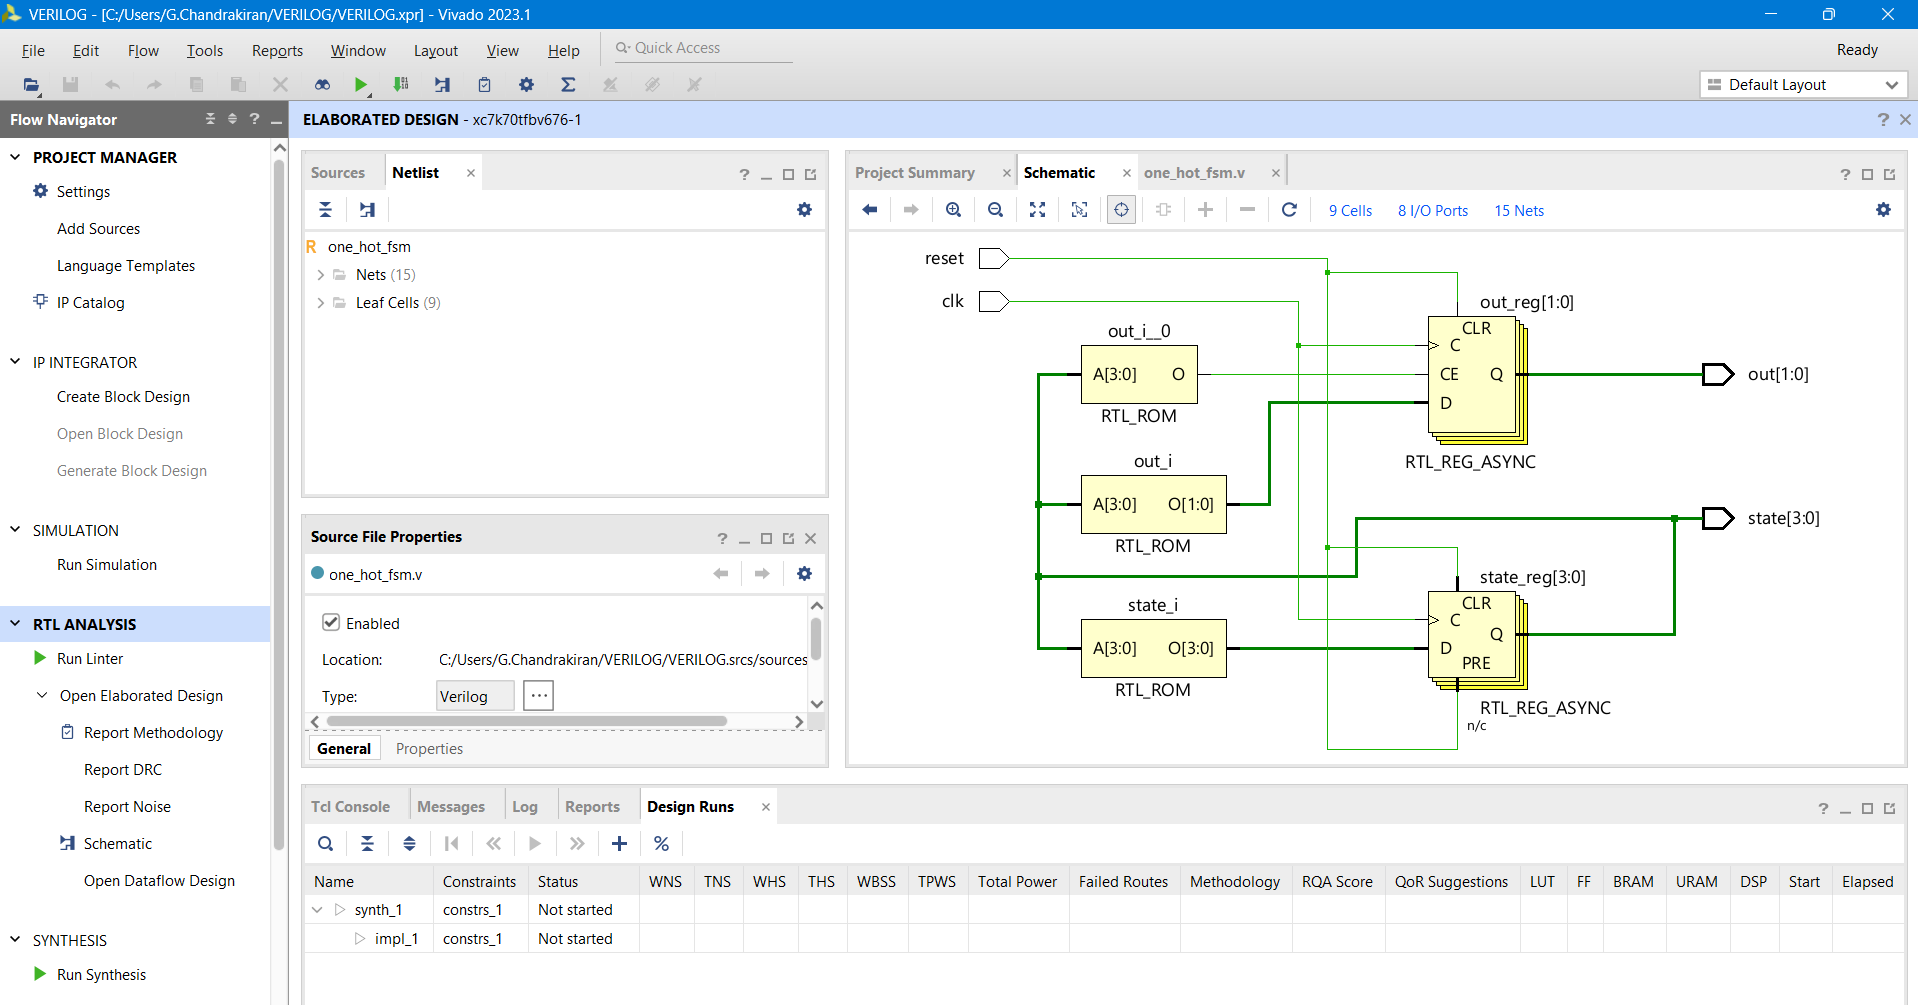 VERILOG - [C:/Users/G.Chandrakiran/VERILOG/VERILOG.xpr] - Vivado 2023.1
File Edit Flow Tools Reports Window Layout View Help Quick Access Ready
Default Layout
Flow Navigator ?
PROJECT MANAGER
Settings
Add Sources
Language Templates
IP Catalog
IP INTEGRATOR
Create Block Design
Open Block Design
Generate Block Design
SIMULATION
Run Simulation
RTL ANALYSIS
Run Linter
Open Elaborated Design
Report Methodology
Report DRC
Report Noise
Schematic
Open Dataflow Design
SYNTHESIS
Run Synthesis
ELABORATED DESIGN - xc7k70tfbv676-1 ?
Sources Netlist ?
R one_hot_fsm
Nets (15)
Leaf Cells (9)
Source File Properties ?
one_hot_fsm.v
Enabled
Location: C:/Users/G.Chandrakiran/VERILOG/VERILOG.srcs/sources
Type: Verilog ...
General Properties
Project Summary Schematic one_hot_fsm.v ?
9 Cells 8 I/O Ports 15 Nets
reset
clk
out_i__0
A[3:0] O
RTL_ROM
out_i
A[3:0] O[1:0]
RTL_ROM
state_i
A[3:0] O[3:0]
RTL_ROM
out_reg[1:0]
CLR
C
CE Q
D
RTL_REG_ASYNC
out[1:0]
state[3:0]
state_reg[3:0]
CLR
C
Q
D
PRE
RTL_REG_ASYNC
n/c
Tcl Console Messages Log Reports Design Runs ?
Name Constraints Status WNS TNS WHS THS WBSS TPWS Total Power Failed Routes Methodology RQA Score QoR Suggestions LUT FF BRAM URAM DSP Start Elapsed
synth_1 constrs_1 Not started
impl_1 constrs_1 Not started